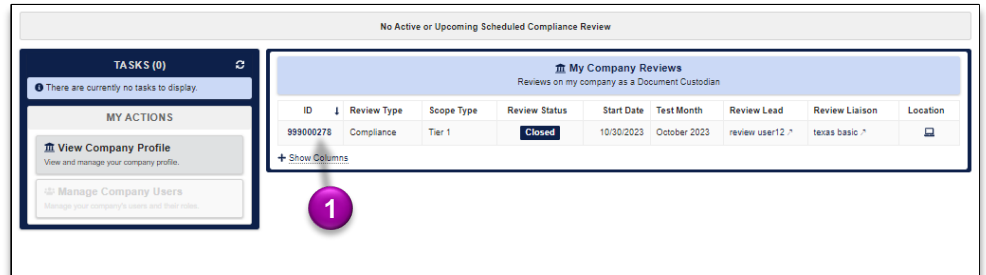 No Active or Upcoming Scheduled Compliance Review
TASKS (0)
There are currently no tasks to display.
MY ACTIONS
View Company Profile
View and manage your company profile.
Manage Company Users
Manage your company's users and their roles.
My Company Reviews
Reviews on my company as a Document Custodian
ID Review Type Scope Type Review Status Start Date Test Month Review Lead Review Liaison Location
999000278 Compliance Tier 1 Closed 10/30/2023 October 2023 review user12 texas basic
+ Show Columns
1